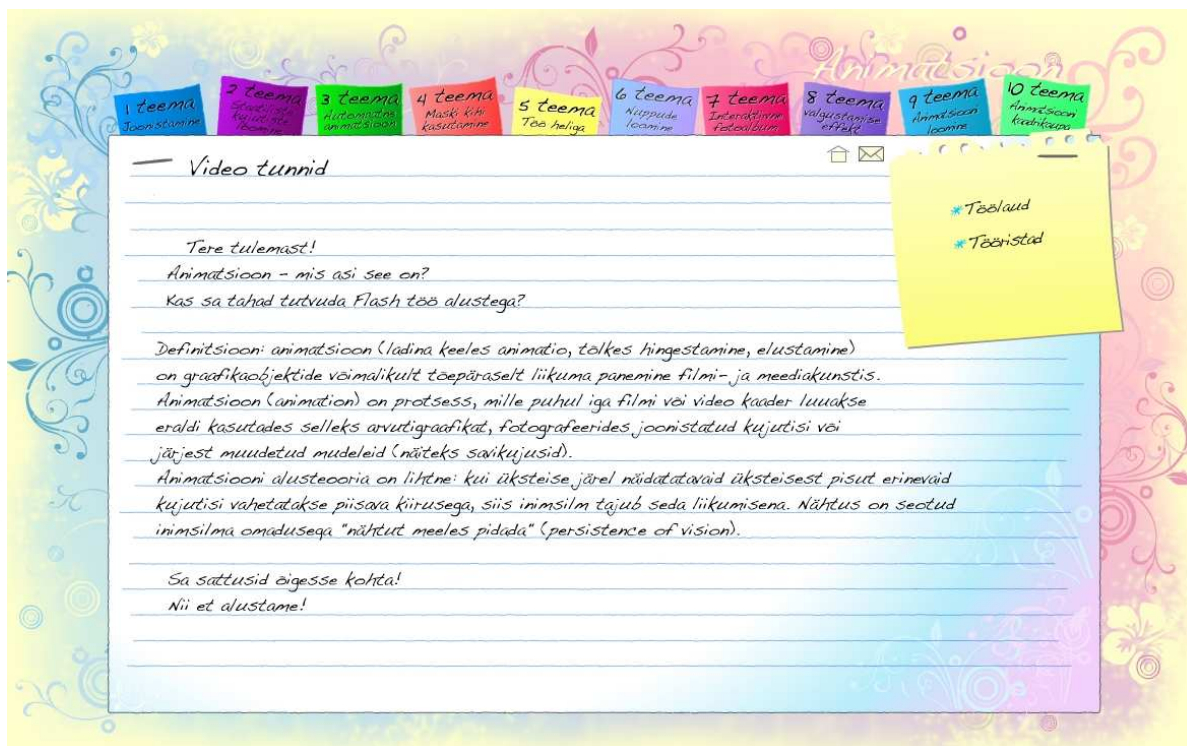 Animatsioon
1 teema
Joonistamine
2 teema
Staatiliste
kujutiste
loomine
3 teema
Automaatne
animatsioon
4 teema
Maski kihi
kasutamine
5 teema
Töö heliga
6 teema
Nuppude
loomine
7 teema
Interaktiivne
fotoalbum
8 teema
valgustamise
effekt
9 teema
Animatsiooni
loomine
10 teema
Animatsiooni
kaadrikaupa
Video tunnid
*Töölaud
*Tööristad
Tere tulemast!
Animatsioon - mis asi see on?
Kas sa tahad tutvuda Flash töö alustega?
Definitsioon: animatsioon (ladina keeles animatio, tõlkes hingestamine, elustamine)
on graafikaobjektide võimalikult tõepäraselt liikuma panemine filmi- ja meediakunstis.
Animatsioon (animation) on protsess, mille puhul iga filmi või video kaader luuakse
eraldi kasutades selleks arvutigraafikat, fotografeerides joonistatud kujutisi või
järjest muudetud mudeleid (näiteks savikujusid).
Animatsiooni alusteooria on lihtne: kui üksteise järel näidatatavaid üksteisest pisut erinevaid
kujutisi vahetatakse piisava kiirusega, siis inimsilm tajub seda liikumisena. Nähtus on seotud
inimsilma omadusega "nähtut meeles pidada" (persistence of vision).
Sa sattusid õigesse kohta!
Nii et alustame!